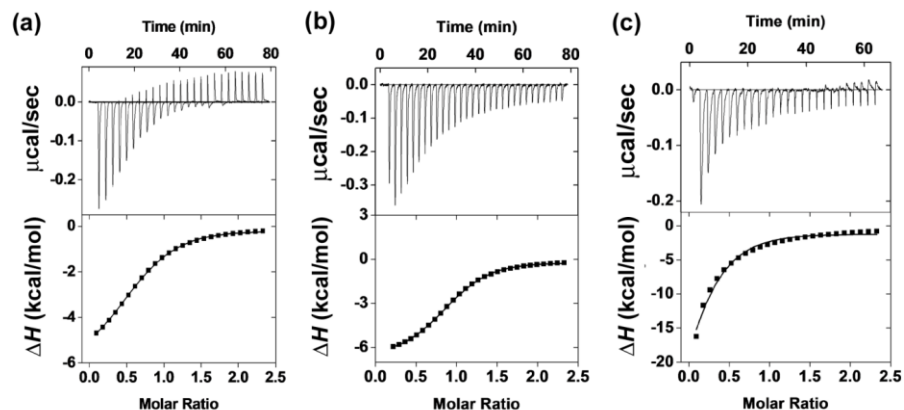 (a)
Time (min)
0 20 40 60 80
0.0
-0.1
-0.2
µcal/sec
0
-2
-4
-6
ΔH (kcal/mol)
0.0 0.5 1.0 1.5 2.0 2.5
Molar Ratio
(b)
Time (min)
0 20 40 60 80
0.0
-0.1
-0.2
-0.3
µcal/sec
3
0
-3
-6
ΔH (kcal/mol)
0.0 0.5 1.0 1.5 2.0 2.5
Molar Ratio
(c)
Time (min)
0 10 20 30 40 50 60 70
0.0
-0.1
-0.2
µcal/sec
0
-5
-10
-15
-20
ΔH (kcal/mol)
0.0 0.5 1.0 1.5 2.0 2.5
Molar Ratio